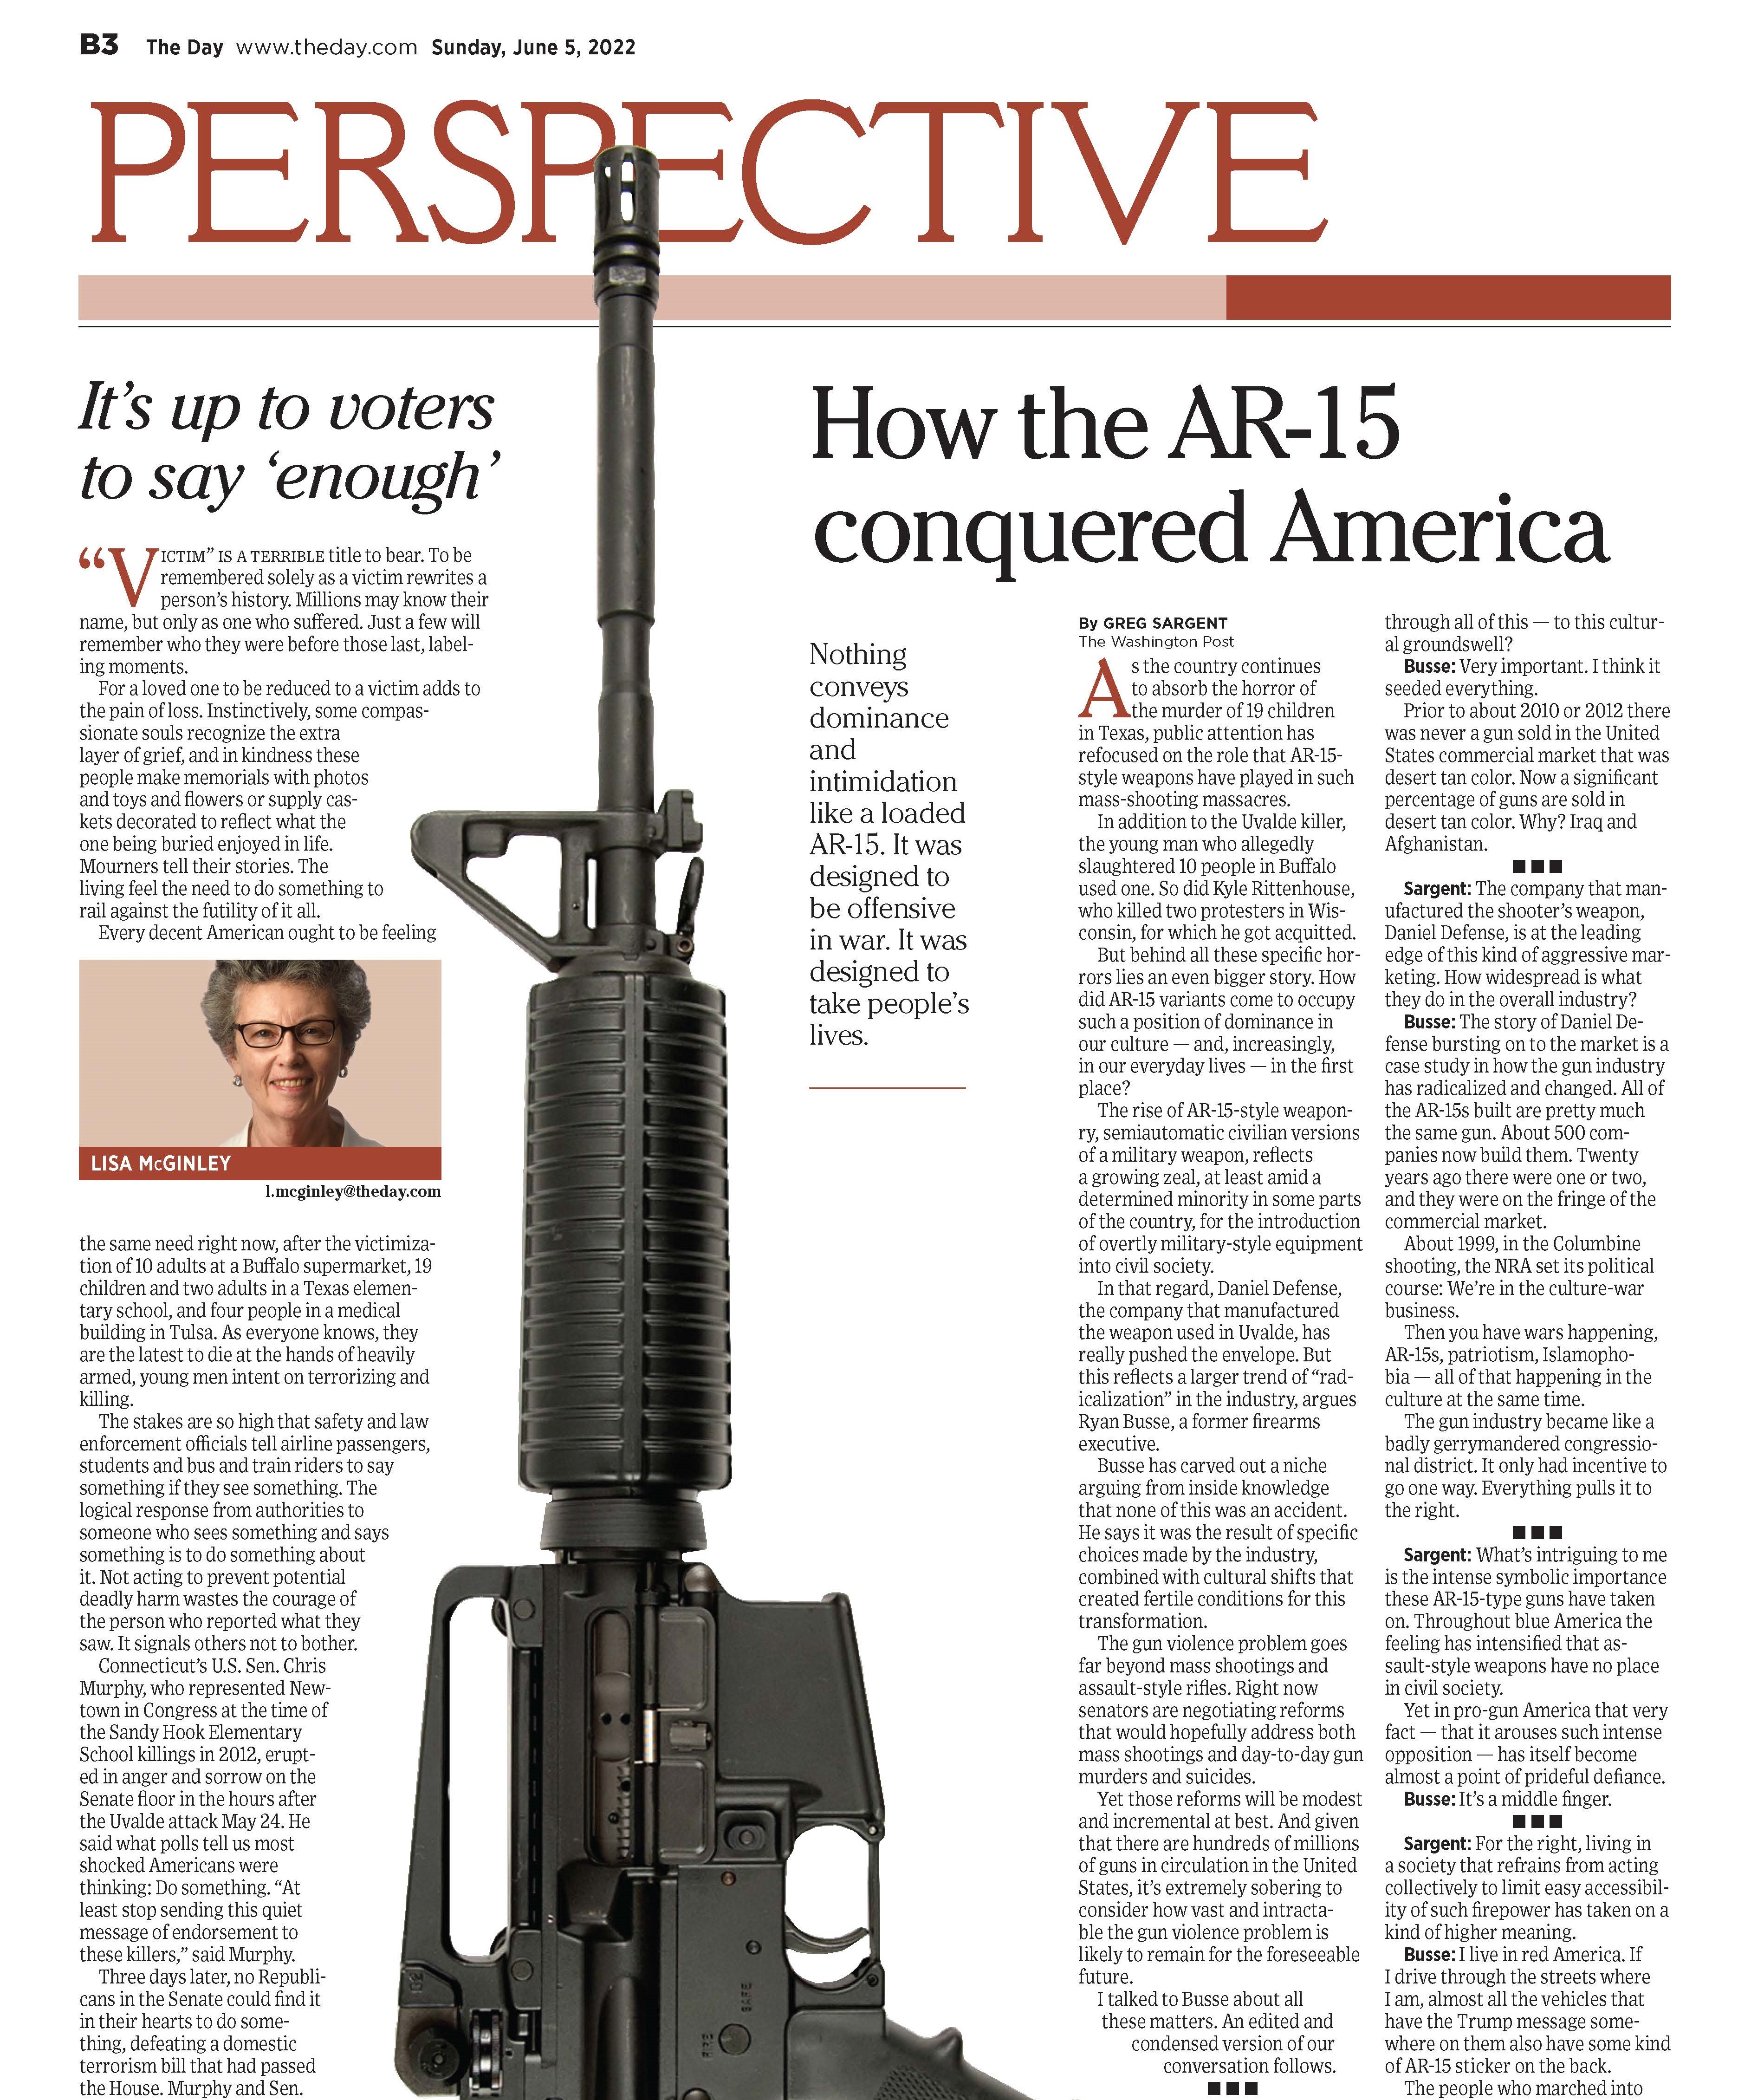 B3 The Day www.theday.com Sunday, June 5, 2022
PERSPECTIVE
It's up to voters
to say 'enough'
"VICTIM" IS A TERRIBLE title to bear. To be
remembered solely as a victim rewrites a
person's history. Millions may know their
name, but only as one who suffered. Just a few will
remember who they were before those last, label-
ing moments.
For a loved one to be reduced to a victim adds to
the pain of loss. Instinctively, some compas-
sionate souls recognize the extra
layer of grief, and in kindness these
people make memorials with photos
and toys and flowers or supply cas-
kets decorated to reflect what the
one being buried enjoyed in life.
Mourners tell their stories. The
living feel the need to do something to
rail against the futility of it all.
Every decent American ought to be feeling
LISA McGINLEY
l.mcginley@theday.com
the same need right now, after the victimiza-
tion of 10 adults at a Buffalo supermarket, 19
children and two adults in a Texas elemen-
tary school, and four people in a medical
building in Tulsa. As everyone knows, they
are the latest to die at the hands of heavily
armed, young men intent on terrorizing and
killing.
The stakes are so high that safety and law
enforcement officials tell airline passengers,
students and bus and train riders to say
something if they see something. The
logical response from authorities to
someone who sees something and says
something is to do something about
it. Not acting to prevent potential
deadly harm wastes the courage of
the person who reported what they
saw. It signals others not to bother.
Connecticut's U.S. Sen. Chris
Murphy, who represented New-
town in Congress at the time of
the Sandy Hook Elementary
School killings in 2012, erupt-
ed in anger and sorrow on the
Senate floor in the hours after
the Uvalde attack May 24. He
said what polls tell us most
shocked Americans were
thinking: Do something. "At
least stop sending this quiet
message of endorsement to
these killers," said Murphy.
Three days later, no Republi-
cans in the Senate could find it
in their hearts to do some-
thing, defeating a domestic
terrorism bill that had passed
the House. Murphy and Sen.
SAFE
FIRE
How the AR-15
conquered America
Nothing
conveys
dominance
and
intimidation
like a loaded
AR-15. It was
designed to
be offensive
in war. It was
designed to
take people's
lives.
By GREG SARGENT
The Washington Post
As the country continues
to absorb the horror of
the murder of 19 children
in Texas, public attention has
refocused on the role that AR-15-
style weapons have played in such
mass-shooting massacres.
In addition to the Uvalde killer,
the young man who allegedly
slaughtered 10 people in Buffalo
used one. So did Kyle Rittenhouse,
who killed two protesters in Wis-
consin, for which he got acquitted.
But behind all these specific hor-
rors lies an even bigger story. How
did AR-15 variants come to occupy
such a position of dominance in
our culture — and, increasingly,
in our everyday lives — in the first
place?
The rise of AR-15-style weapon-
ry, semiautomatic civilian versions
of a military weapon, reflects
a growing zeal, at least amid a
determined minority in some parts
of the country, for the introduction
of overtly military-style equipment
into civil society.
In that regard, Daniel Defense,
the company that manufactured
the weapon used in Uvalde, has
really pushed the envelope. But
this reflects a larger trend of "rad-
icalization" in the industry, argues
Ryan Busse, a former firearms
executive.
Busse has carved out a niche
arguing from inside knowledge
that none of this was an accident.
He says it was the result of specific
choices made by the industry,
combined with cultural shifts that
created fertile conditions for this
transformation.
The gun violence problem goes
far beyond mass shootings and
assault-style rifles. Right now
senators are negotiating reforms
that would hopefully address both
mass shootings and day-to-day gun
murders and suicides.
Yet those reforms will be modest
and incremental at best. And given
that there are hundreds of millions
of guns in circulation in the United
States, it's extremely sobering to
consider how vast and intracta-
ble the gun violence problem is
likely to remain for the foreseeable
future.
I talked to Busse about all
these matters. An edited and
condensed version of our
conversation follows.
■ ■ ■
through all of this — to this cultur-
al groundswell?
Busse: Very important. I think it
seeded everything.
Prior to about 2010 or 2012 there
was never a gun sold in the United
States commercial market that was
desert tan color. Now a significant
percentage of guns are sold in
desert tan color. Why? Iraq and
Afghanistan.
■ ■ ■
Sargent: The company that man-
ufactured the shooter's weapon,
Daniel Defense, is at the leading
edge of this kind of aggressive mar-
keting. How widespread is what
they do in the overall industry?
Busse: The story of Daniel De-
fense bursting on to the market is a
case study in how the gun industry
has radicalized and changed. All of
the AR-15s built are pretty much
the same gun. About 500 com-
panies now build them. Twenty
years ago there were one or two,
and they were on the fringe of the
commercial market.
About 1999, in the Columbine
shooting, the NRA set its political
course: We're in the culture-war
business.
Then you have wars happening,
AR-15s, patriotism, Islamopho-
bia — all of that happening in the
culture at the same time.
The gun industry became like a
badly gerrymandered congressio-
nal district. It only had incentive to
go one way. Everything pulls it to
the right.
■ ■ ■
Sargent: What's intriguing to me
is the intense symbolic importance
these AR-15-type guns have taken
on. Throughout blue America the
feeling has intensified that as-
sault-style weapons have no place
in civil society.
Yet in pro-gun America that very
fact — that it arouses such intense
opposition — has itself become
almost a point of prideful defiance.
Busse: It's a middle finger.
■ ■ ■
Sargent: For the right, living in
a society that refrains from acting
collectively to limit easy accessibil-
ity of such firepower has taken on a
kind of higher meaning.
Busse: I live in red America. If
I drive through the streets where
I am, almost all the vehicles that
have the Trump message some-
where on them also have some kind
of AR-15 sticker on the back.
The people who marched into